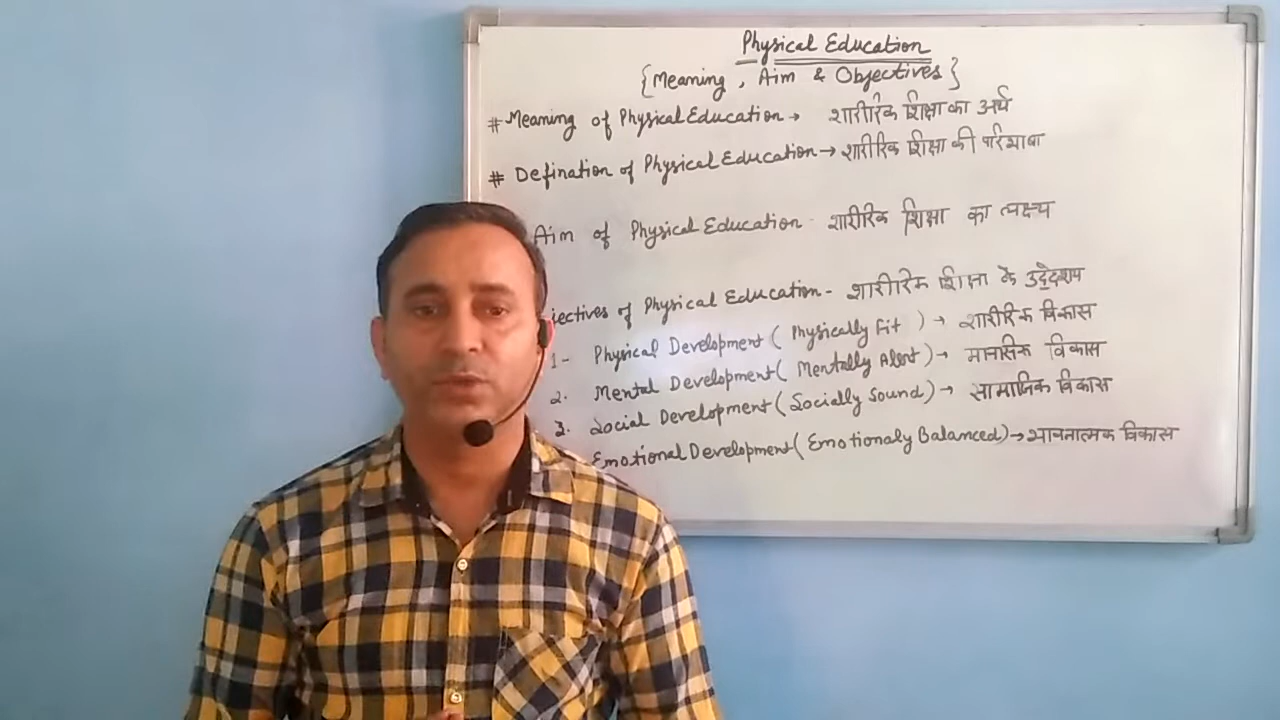 Physical Education
{Meaning, Aim & Objectives}
# Meaning of Physical Education → शारीरिक शिक्षा का अर्थ
# Defination of Physical Education → शारीरिक शिक्षा की परिभाषा
Aim of Physical Education - शारीरिक शिक्षा का लक्ष्य
jectives of Physical Education - शारीरिक शिक्षा के उद्देश्य
1- Physical Development (Physically Fit) → शारीरिक विकास
2. Mental Development (Mentally Alert) → मानसिक विकास
3. Social Development (Socially Sound) → सामाजिक विकास
Emotional Development (Emotionaly Balanced) → भावनात्मक विकास